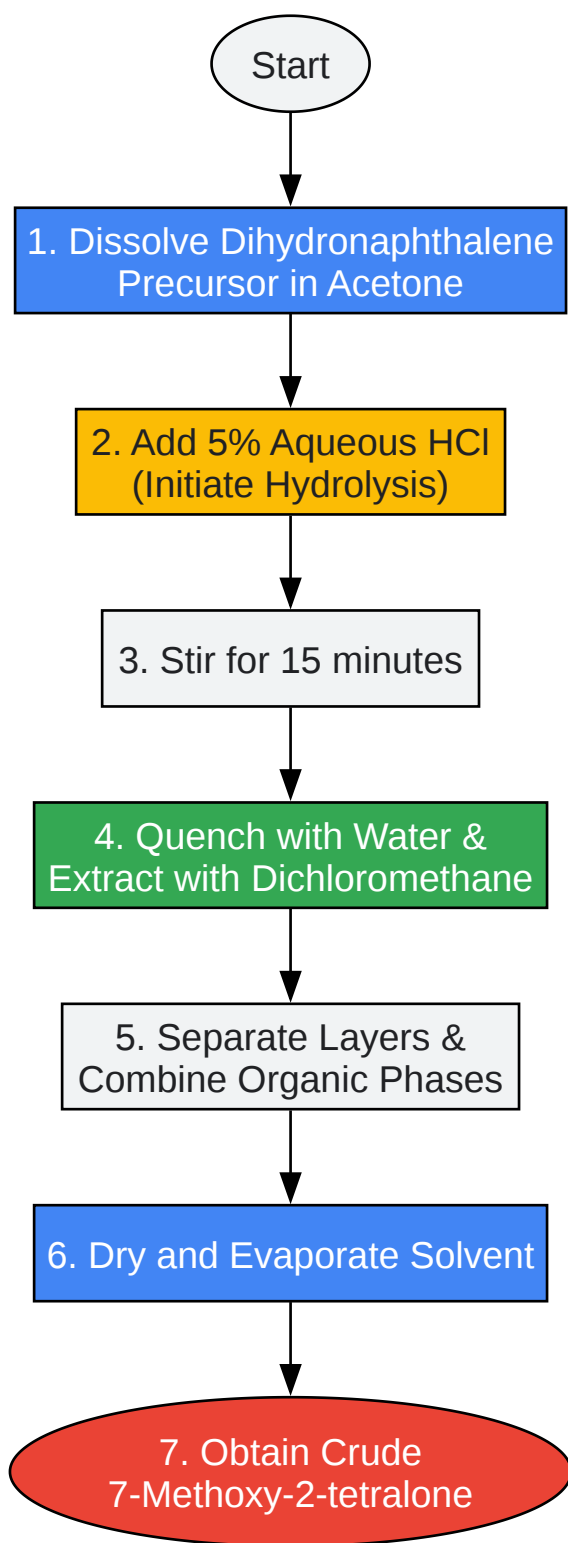 Start
1. Dissolve Dihydronaphthalene
Precursor in Acetone
2. Add 5% Aqueous HCl
(Initiate Hydrolysis)
3. Stir for 15 minutes
4. Quench with Water &
Extract with Dichloromethane
5. Separate Layers &
Combine Organic Phases
6. Dry and Evaporate Solvent
7. Obtain Crude
7-Methoxy-2-tetralone